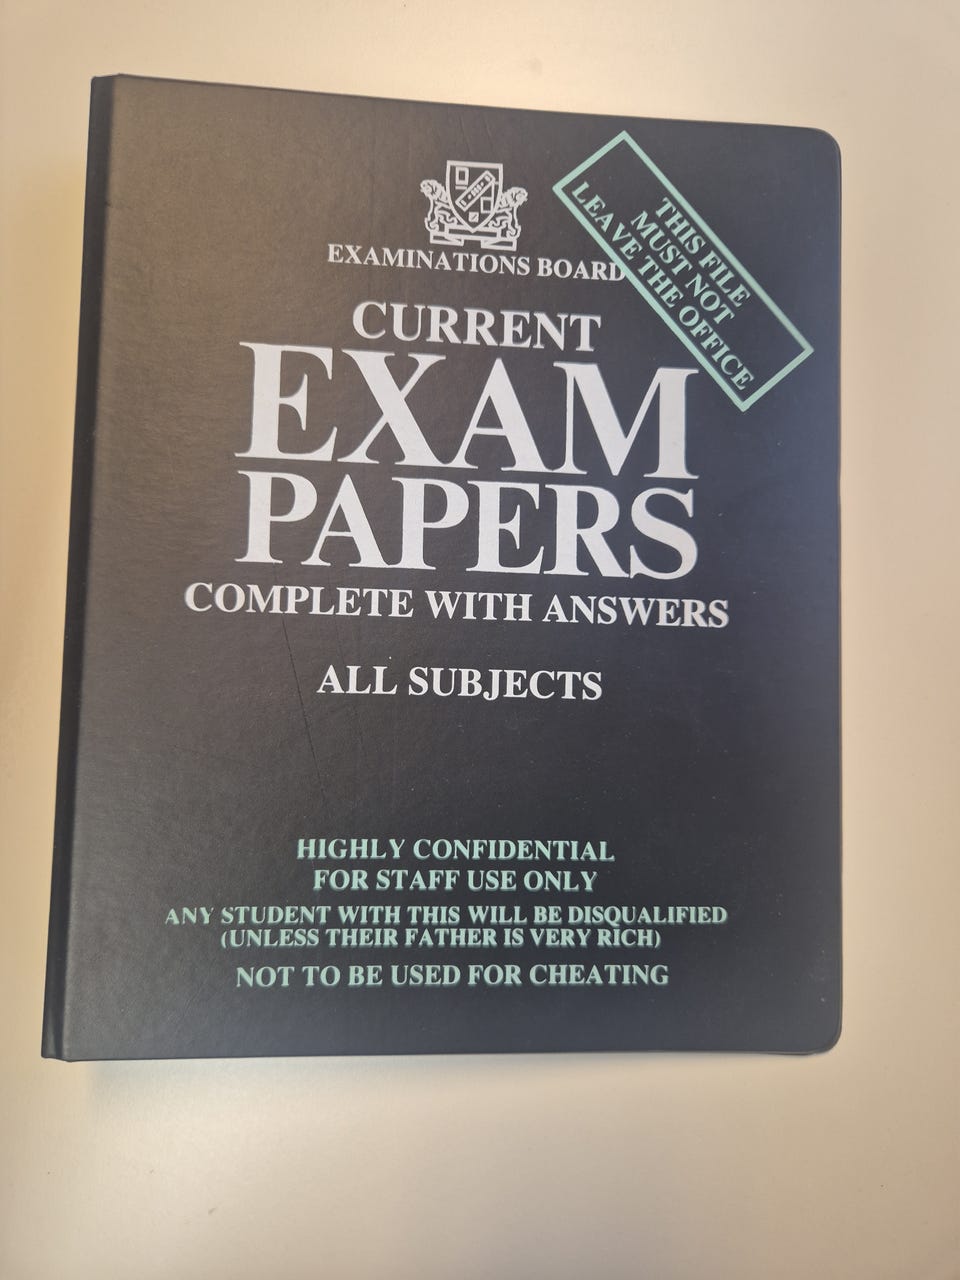 EXAMINATIONS BOARD
THIS FILE
MUST NOT
LEAVE THE OFFICE
CURRENT
EXAM
PAPERS
COMPLETE WITH ANSWERS
ALL SUBJECTS
HIGHLY CONFIDENTIAL
FOR STAFF USE ONLY
ANY STUDENT WITH THIS WILL BE DISQUALIFIED
(UNLESS THEIR FATHER IS VERY RICH)
NOT TO BE USED FOR CHEATING